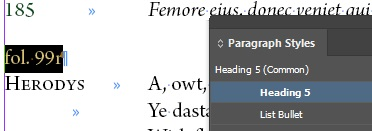 185 » Femore eius, donec veniet qui
fol. 99r¶
HERODYS » A, owt,
» Ye dasta
Paragraph Styles
Heading 5 (Common)
Heading 5
List Bullet